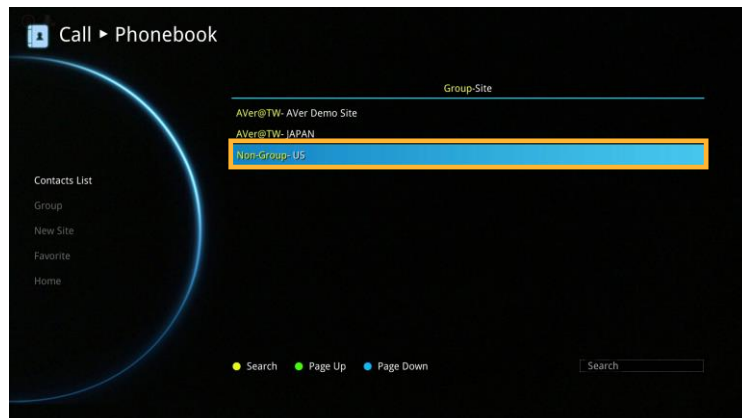 Call ► Phonebook
Group-Site
AVer@TW- AVer Demo Site
AVer@TW- JAPAN
Non-Group- US
Contacts List
Group
New Site
Favorite
Home
Search Page Up Page Down Search